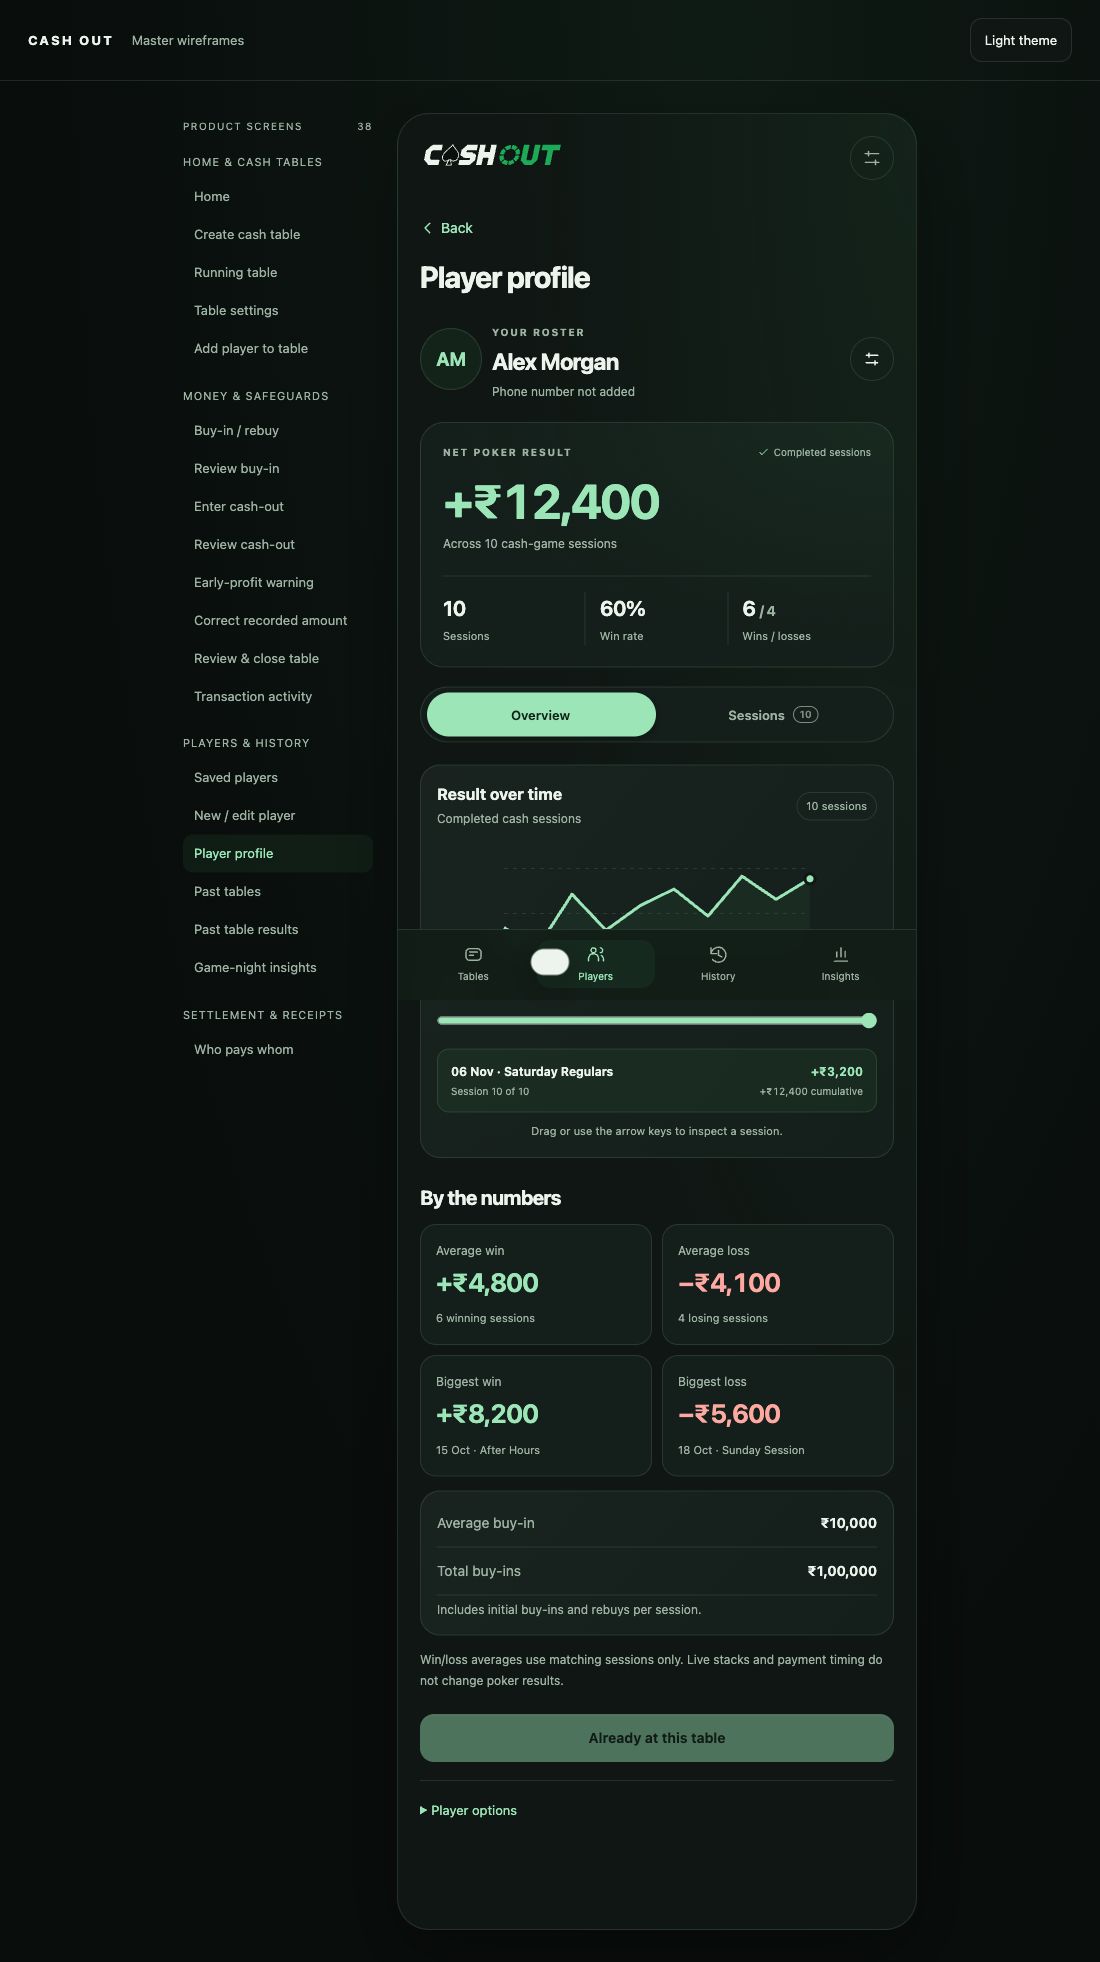 CASH OUT Master wireframes
Light theme
PRODUCT SCREENS 38
HOME & CASH TABLES
Home
Create cash table
Running table
Table settings
Add player to table
MONEY & SAFEGUARDS
Buy-in / rebuy
Review buy-in
Enter cash-out
Review cash-out
Early-profit warning
Correct recorded amount
Review & close table
Transaction activity
PLAYERS & HISTORY
Saved players
New / edit player
Player profile
Past tables
Past table results
Game-night insights
SETTLEMENT & RECEIPTS
Who pays whom
CASH OUT
Back
Player profile
AM
YOUR ROSTER
Alex Morgan
Phone number not added
NET POKER RESULT
Completed sessions
+₹12,400
Across 10 cash-game sessions
10 60% 6 / 4
Sessions Win rate Wins / losses
Overview Sessions 10
Result over time
Completed cash sessions
10 sessions
Tables Players History Insights
06 Nov · Saturday Regulars +₹3,200
Session 10 of 10 +₹12,400 cumulative
Drag or use the arrow keys to inspect a session.
By the numbers
Average win
+₹4,800
6 winning sessions
Average loss
−₹4,100
4 losing sessions
Biggest win
+₹8,200
15 Oct · After Hours
Biggest loss
−₹5,600
18 Oct · Sunday Session
Average buy-in ₹10,000
Total buy-ins ₹1,00,000
Includes initial buy-ins and rebuys per session.
Win/loss averages use matching sessions only. Live stacks and payment timing do
not change poker results.
Already at this table
Player options